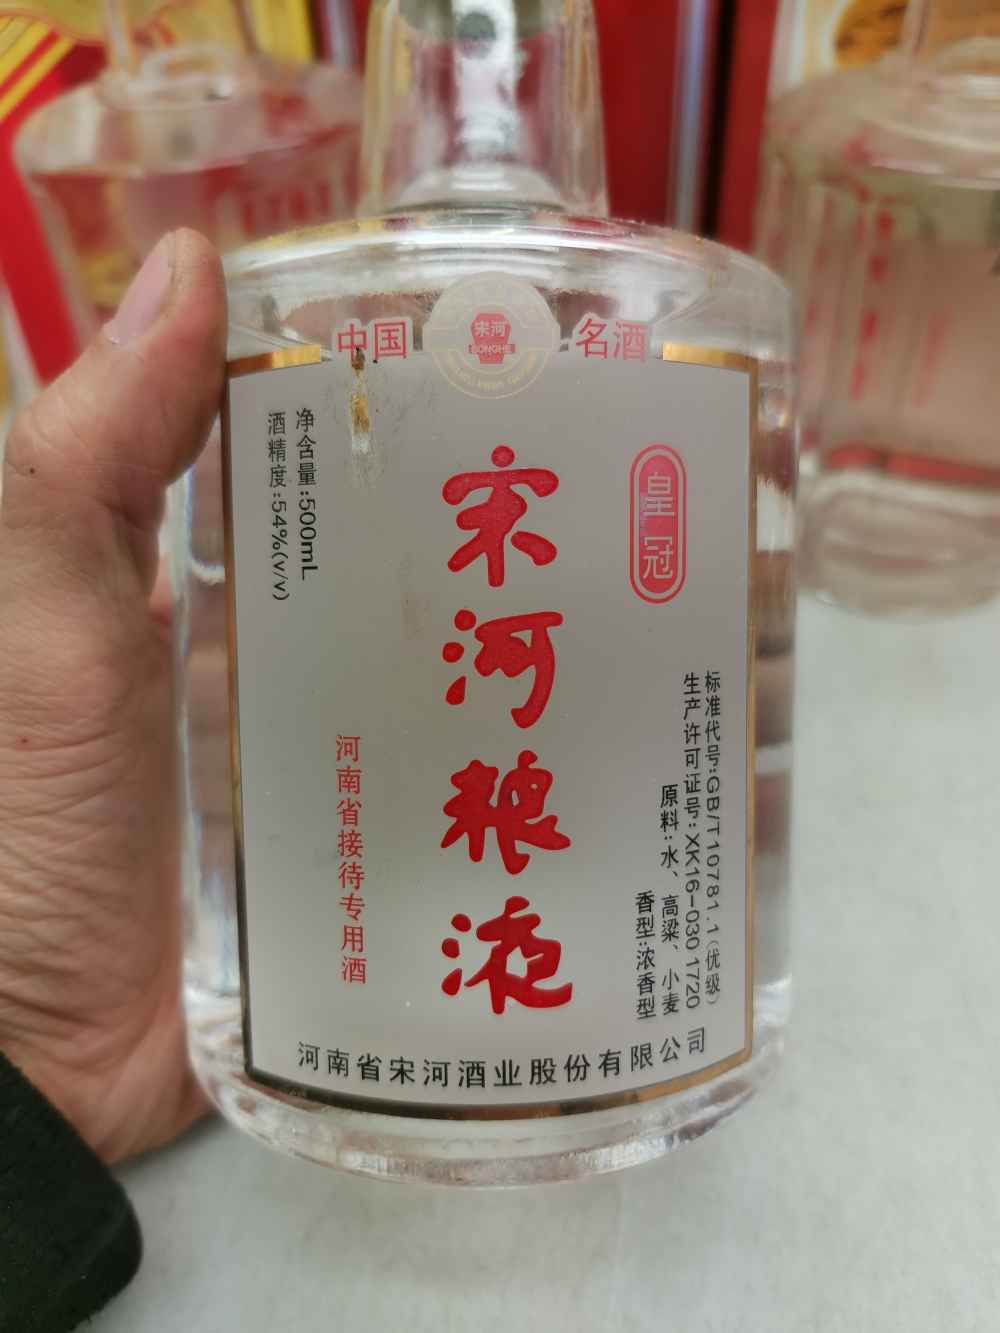 中国
宋河
SONGHE
名酒
皇冠
宋河粮液
净含量:500mL
酒精度:54%(v/v)
河南省接待专用酒
标准代号:GB/T10781.1(优级)
生产许可证号:XK16-030 1720
原料:水、高粱、小麦
香型:浓香型
河南省宋河酒业股份有限公司